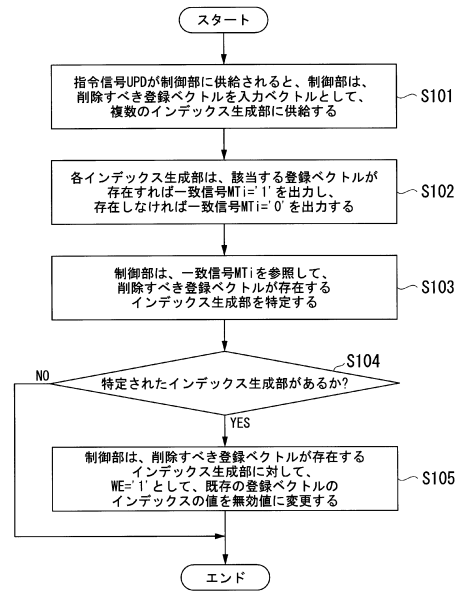 スタート
指令信号UPDが制御部に供給されると、制御部は、
削除すべき登録ベクトルを入力ベクトルとして、
複数のインデックス生成部に供給する
S101
各インデックス生成部は、該当する登録ベクトルが
存在すれば一致信号MTi='1'を出力し、
存在しなければ一致信号MTi='0'を出力する
S102
制御部は、一致信号MTiを参照して、
削除すべき登録ベクトルが存在する
インデックス生成部を特定する
S103
S104
特定されたインデックス生成部があるか?
NO
YES
制御部は、削除すべき登録ベクトルが存在する
インデックス生成部に対して、
WE='1'として、既存の登録ベクトルの
インデックスの値を無効値に変更する
S105
エンド